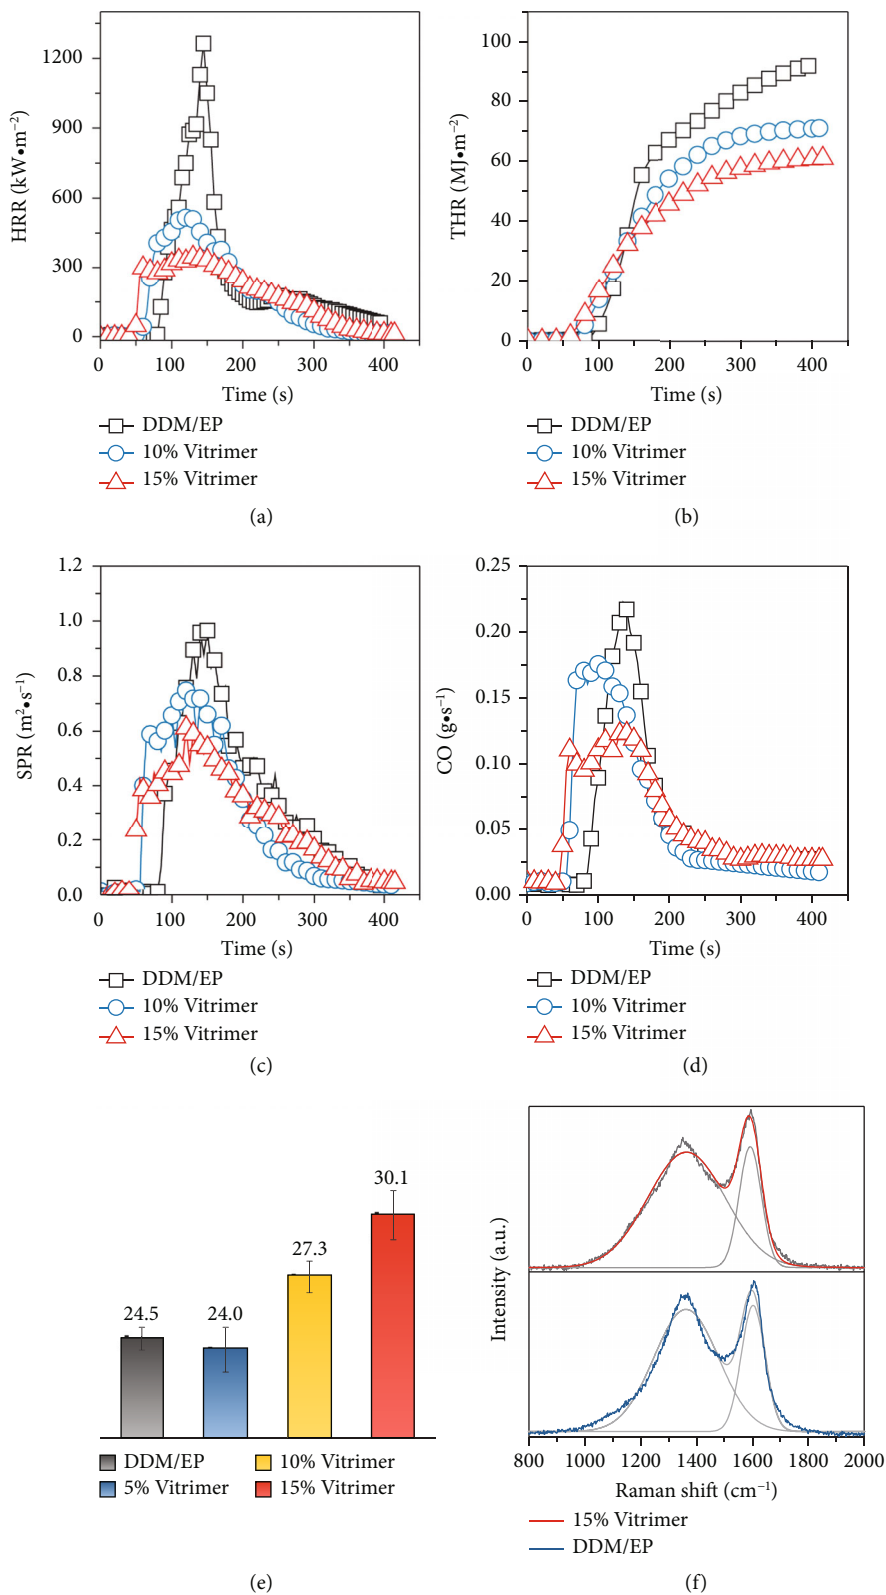 1200
900
600
300
0
HRR (kW•m⁻²)
0 100 200 300 400
Time (s)
DDM/EP
10% Vitrimer
15% Vitrimer
(a)
100
80
60
40
20
0
THR (MJ•m⁻²)
0 100 200 300 400
Time (s)
DDM/EP
10% Vitrimer
15% Vitrimer
(b)
1.2
1.0
0.8
0.6
0.4
0.2
0.0
SPR (m²•s⁻¹)
0 100 200 300 400
Time (s)
DDM/EP
10% Vitrimer
15% Vitrimer
(c)
0.25
0.20
0.15
0.10
0.05
0.00
CO (g•s⁻¹)
0 100 200 300 400
Time (s)
DDM/EP
10% Vitrimer
15% Vitrimer
(d)
24.5
24.0
27.3
30.1
DDM/EP
10% Vitrimer
5% Vitrimer
15% Vitrimer
(e)
Intensity (a.u.)
800 1000 1200 1400 1600 1800 2000
Raman shift (cm⁻¹)
15% Vitrimer
DDM/EP
(f)